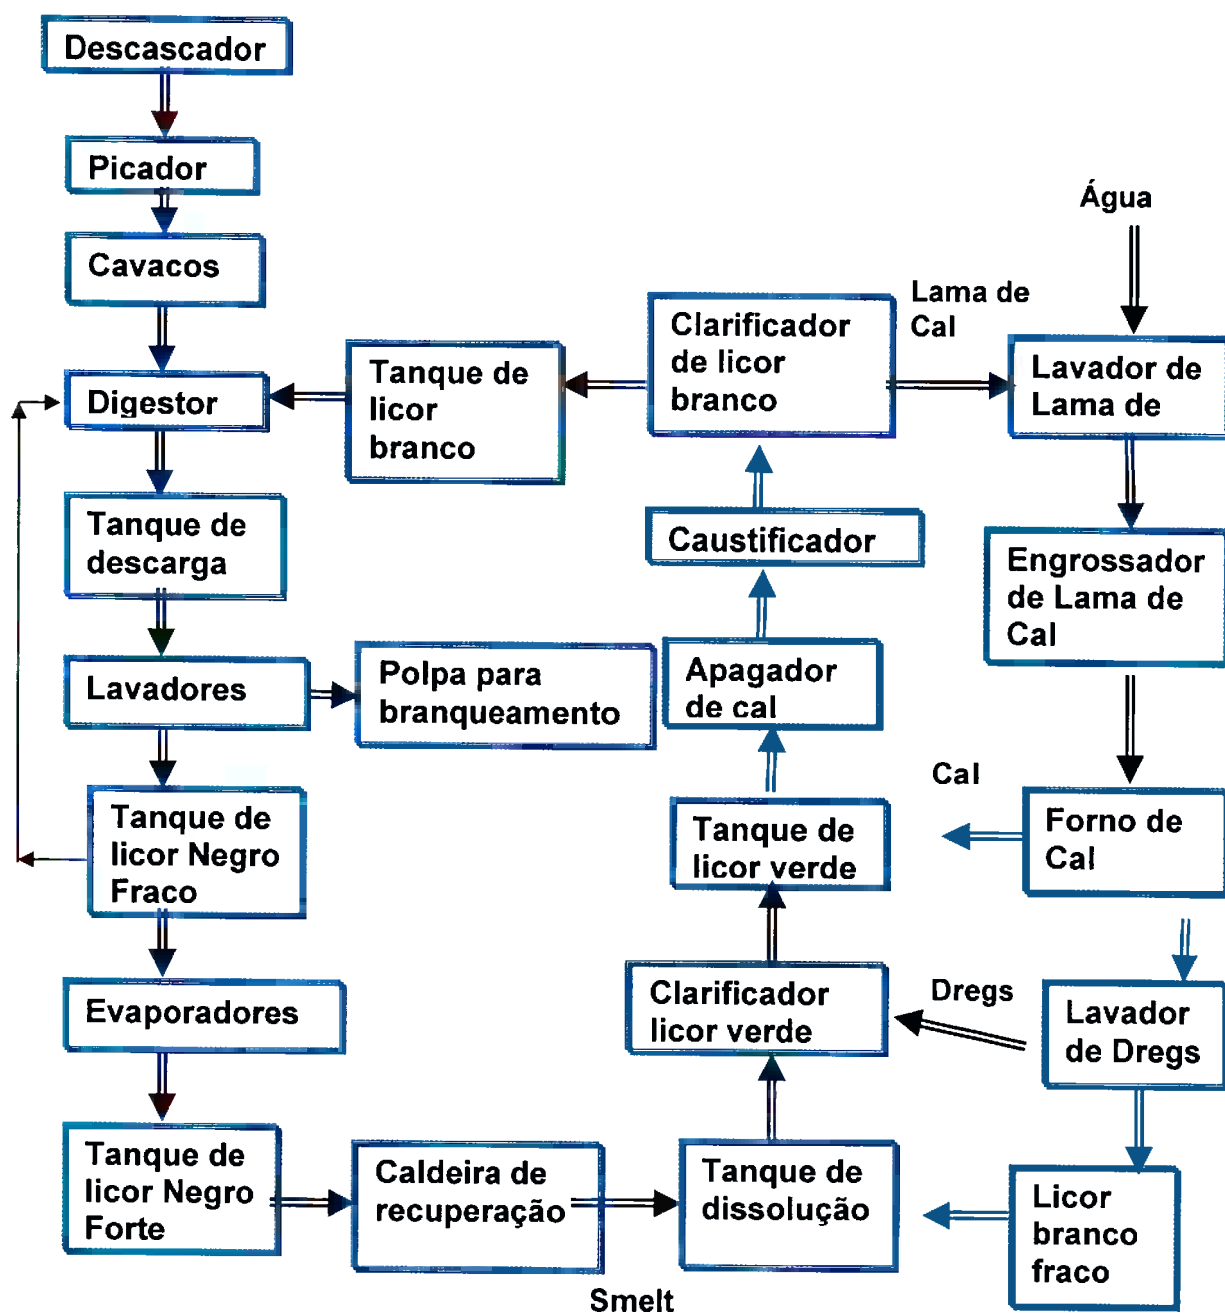 Descascador
Picador
Cavacos
Digestor
Tanque de
descarga
Lavadores
Tanque de
licor Negro
Fraco
Evaporadores
Tanque de
licor Negro
Forte
Tanque de
licor
branco
Polpa para
branqueamento
Caldeira de
recuperação
Smelt
Clarificador
de licor
branco
Caustificador
Apagador
de cal
Tanque de
licor verde
Clarificador
licor verde
Tanque de
dissolução
Água
Lama de
Cal
Lavador de
Lama de
Engrossador
de Lama de
Cal
Cal
Forno de
Cal
Dregs
Lavador
de Dregs
Licor
branco
fraco